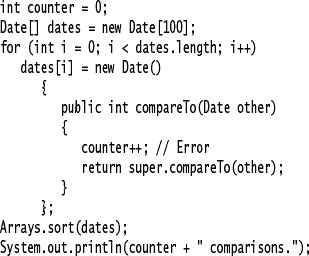 int counter = 0;
Date[] dates = new Date[100];
for (int i = 0; i < dates.length; i++)
   dates[i] = new Date()
      {
         public int compareTo(Date other)
         {
            counter++; // Error
            return super.compareTo(other);
         }
      };
Arrays.sort(dates);
System.out.println(counter + " comparisons.");